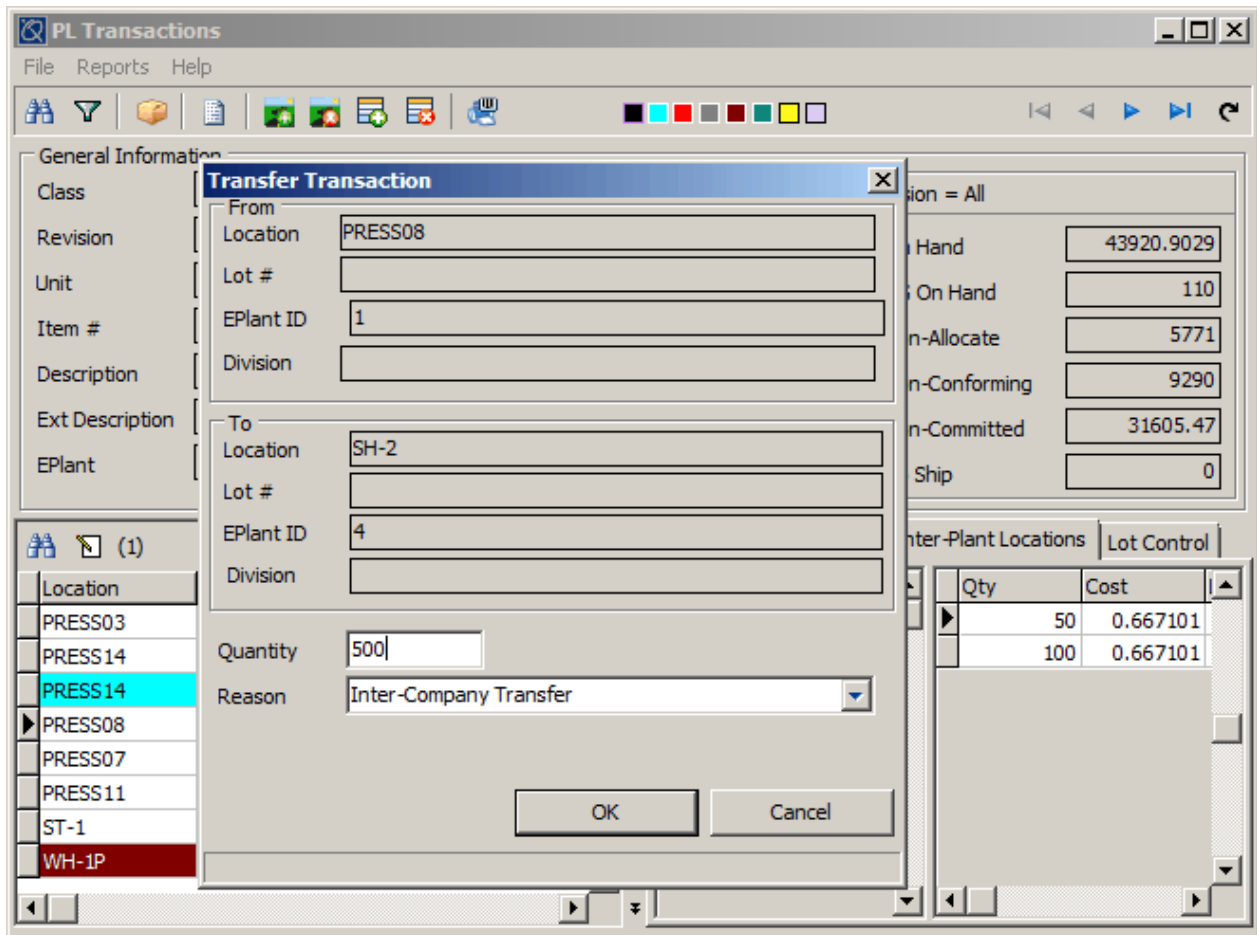 PL Transactions
File Reports Help
General Information
Class
Revision
Unit
Item #
Description
Ext Description
EPlant
Transfer Transaction
From
Location PRESS08
Lot #
EPlant ID 1
Division
To
Location SH-2
Lot #
EPlant ID 4
Division
Quantity 500
Reason Inter-Company Transfer
OK Cancel
sion = All
Hand 43920.9029
On Hand 110
n-Allocate 5771
n-Conforming 9290
n-Committed 31605.47
Ship 0
(1)
Location
PRESS03
PRESS14
PRESS14
PRESS08
PRESS07
PRESS11
ST-1
WH-1P
nter-Plant Locations Lot Control
Qty Cost
50 0.667101
100 0.667101